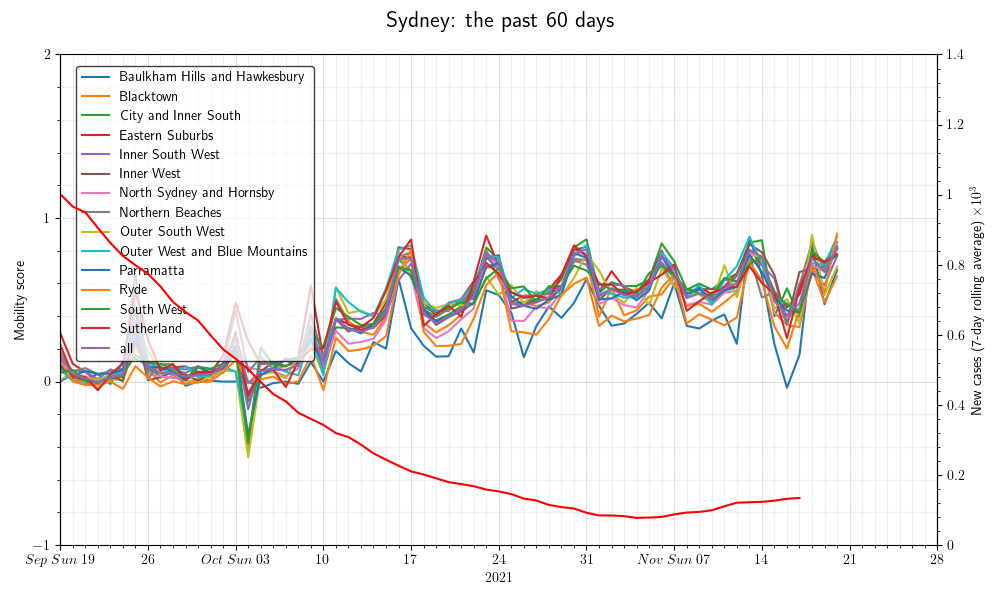 Sydney: the past 60 days
2
1
0
−1
Mobility score
Baulkham Hills and Hawkesbury
Blacktown
City and Inner South
Eastern Suburbs
Inner South West
Inner West
North Sydney and Hornsby
Northern Beaches
Outer South West
Outer West and Blue Mountains
Parramatta
Ryde
South West
Sutherland
all
1.4
1.2
1
0.8
0.6
0.4
0.2
0
New cases (7-day rolling average) ×10³
Sep Sun 19 26 Oct Sun 03 10 17 24 31 Nov Sun 07 14 21 28
2021